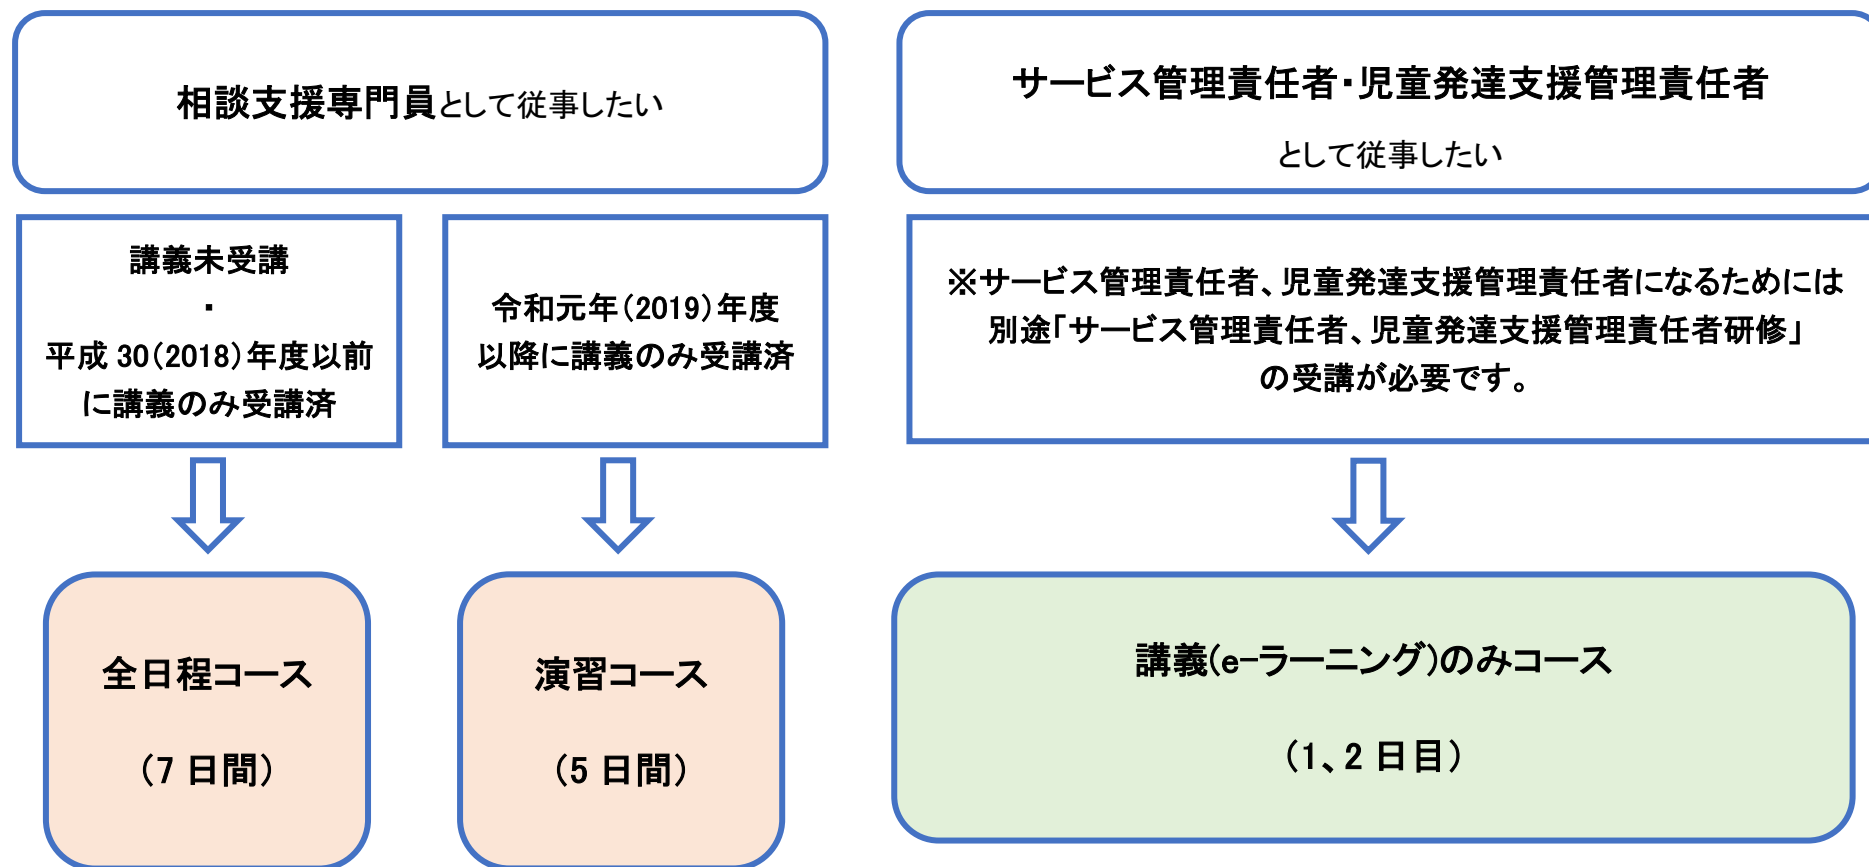 相談支援専門員として従事したい
サービス管理責任者・児童発達支援管理責任者
として従事したい
講義未受講
・
平成 30(2018)年度以前
に講義のみ受講済
令和元年(2019)年度
以降に講義のみ受講済
※サービス管理責任者、児童発達支援管理責任者になるためには
別途「サービス管理責任者、児童発達支援管理責任者研修」
の受講が必要です。
全日程コース
(7 日間)
演習コース
(5 日間)
講義(e-ラーニング)のみコース
(1、2 日目)